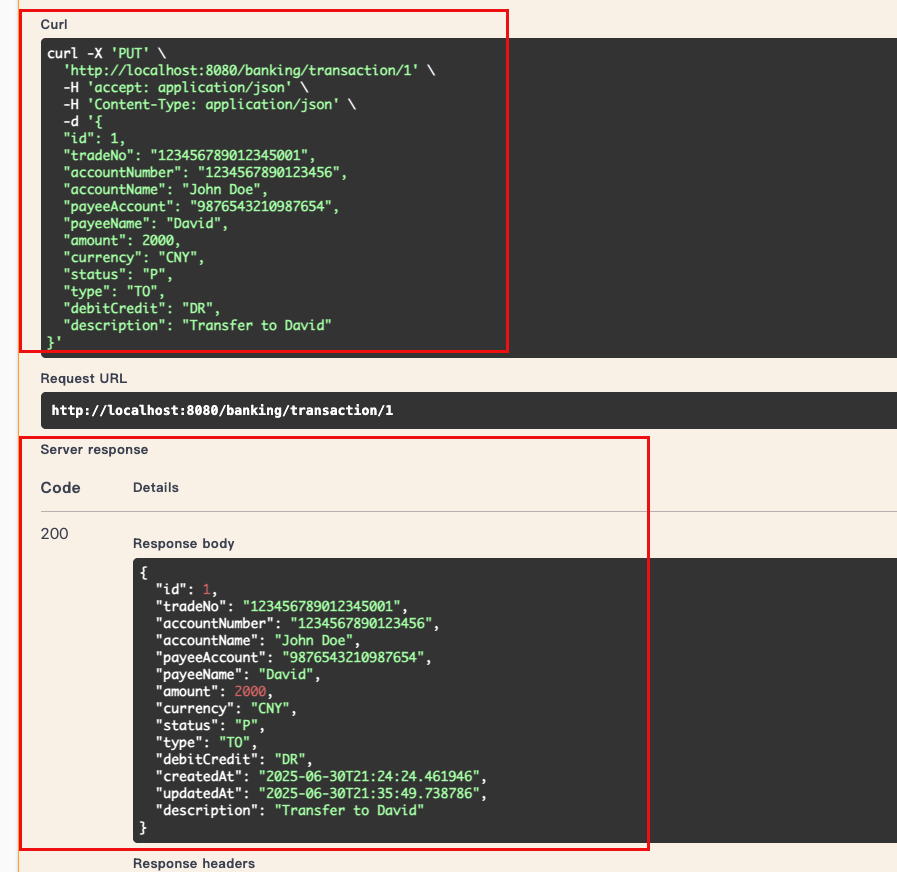 Curl
curl -X 'PUT' \
  'http://localhost:8080/banking/transaction/1' \
  -H 'accept: application/json' \
  -H 'Content-Type: application/json' \
  -d '{
  "id": 1,
  "tradeNo": "123456789012345001",
  "accountNumber": "1234567890123456",
  "accountName": "John Doe",
  "payeeAccount": "9876543210987654",
  "payeeName": "David",
  "amount": 2000,
  "currency": "CNY",
  "status": "P",
  "type": "TO",
  "debitCredit": "DR",
  "description": "Transfer to David"
}'
Request URL
http://localhost:8080/banking/transaction/1
Server response
Code Details
200
Response body
{
  "id": 1,
  "tradeNo": "123456789012345001",
  "accountNumber": "1234567890123456",
  "accountName": "John Doe",
  "payeeAccount": "9876543210987654",
  "payeeName": "David",
  "amount": 2000,
  "currency": "CNY",
  "status": "P",
  "type": "TO",
  "debitCredit": "DR",
  "createdAt": "2025-06-30T21:24:24.461946",
  "updatedAt": "2025-06-30T21:35:49.738786",
  "description": "Transfer to David"
}
Response headers